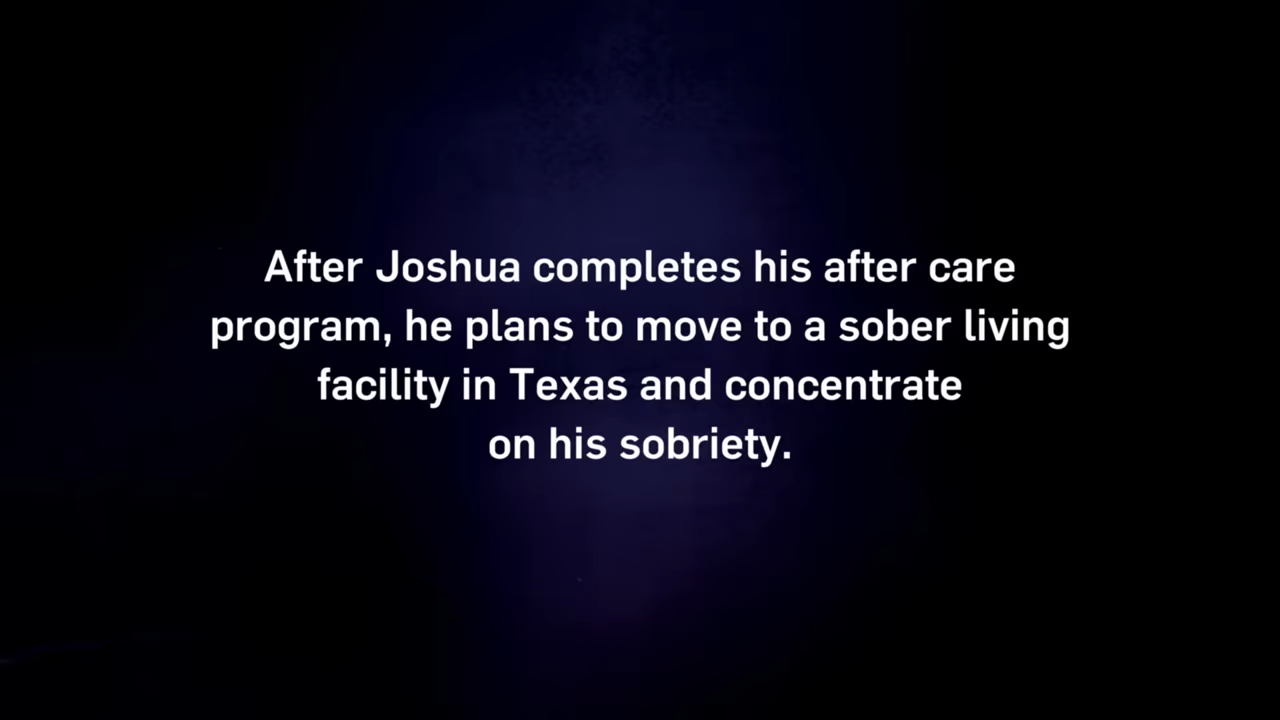 After Joshua completes his after care
program, he plans to move to a sober living
facility in Texas and concentrate
on his sobriety.